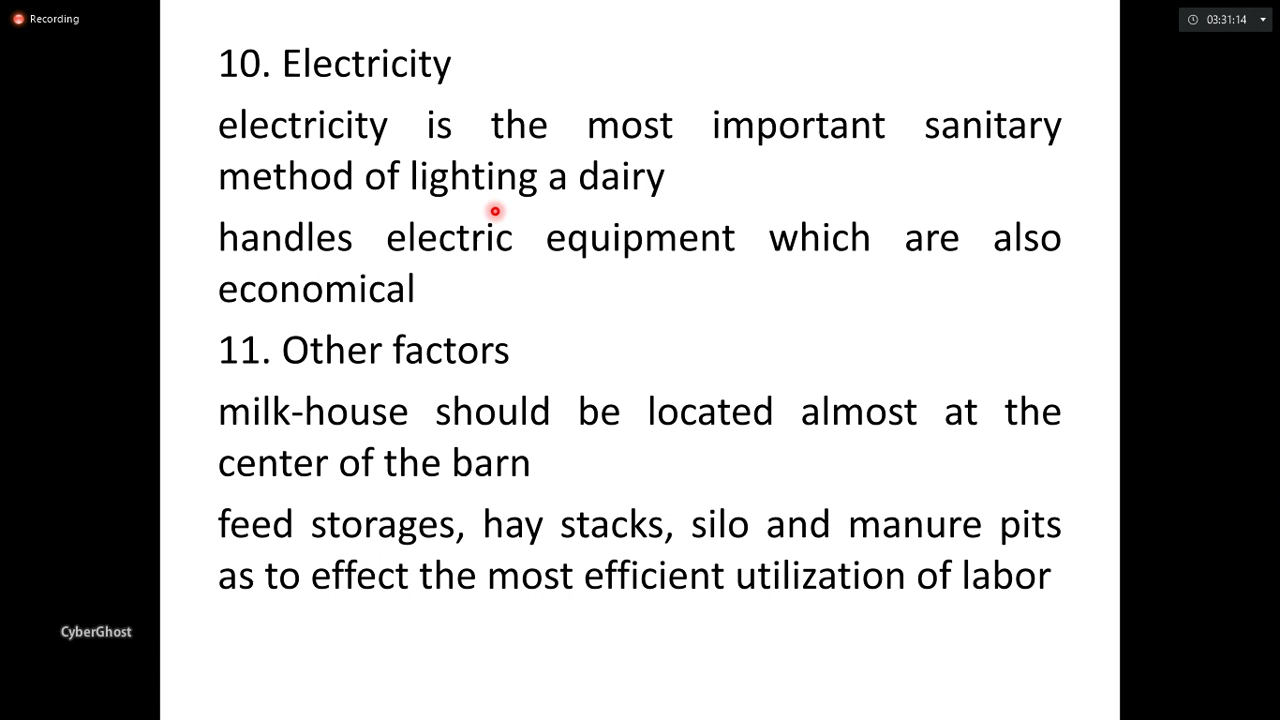 Recording
03:31:14
10. Electricity
electricity is the most important sanitary
method of lighting a dairy
handles electric equipment which are also
economical
11. Other factors
milk-house should be located almost at the
center of the barn
feed storages, hay stacks, silo and manure pits
as to effect the most efficient utilization of labor
CyberGhost